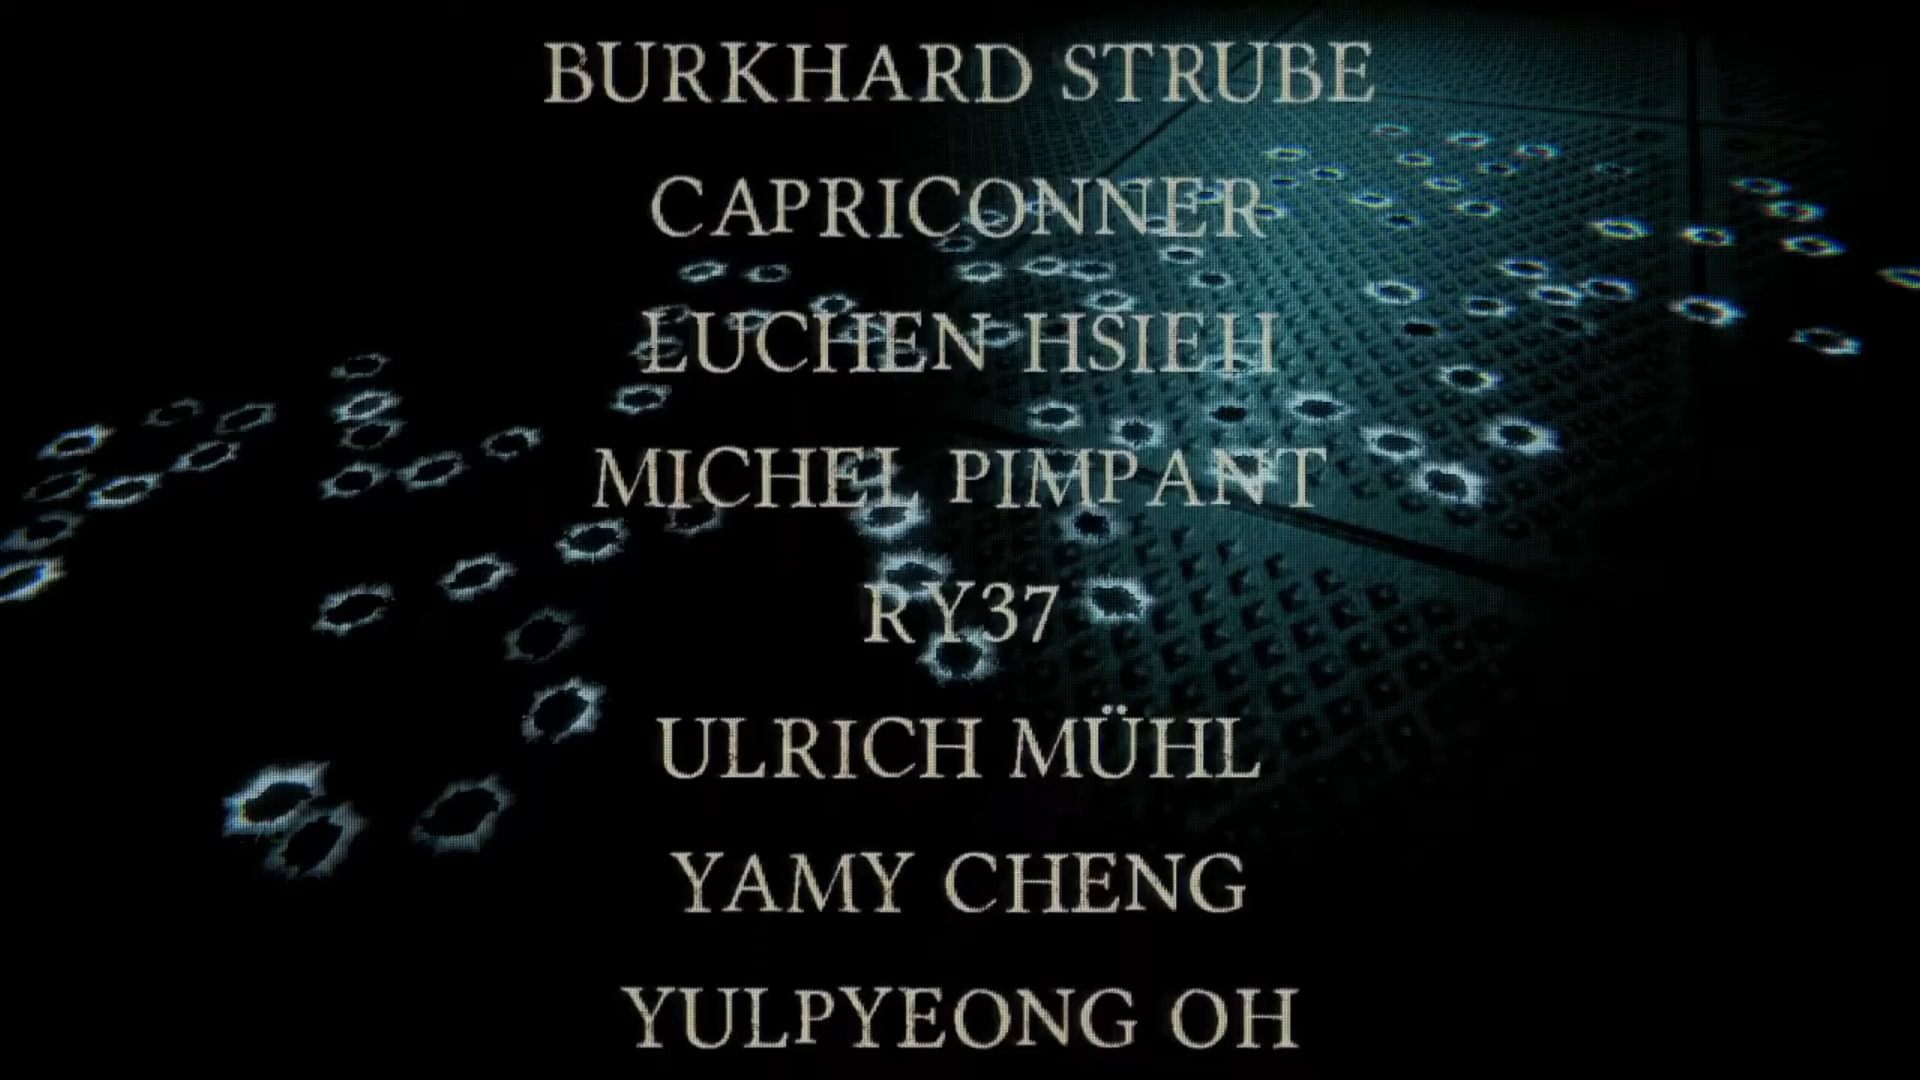 BURKHARD STRUBE
CAPRICONNER
LUCHEN HSIEH
MICHEL PIMPANT
RY37
ULRICH MÜHL
YAMY CHENG
YULPYEONG OH